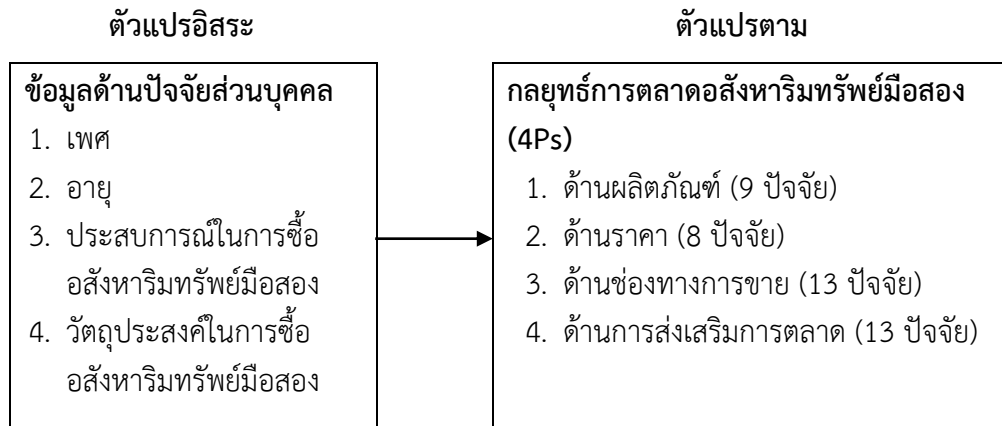 ตัวแปรอิสระ
ข้อมูลด้านปัจจัยส่วนบุคคล
1. เพศ
2. อายุ
3. ประสบการณ์ในการซื้อ
อสังหาริมทรัพย์มือสอง
4. วัตถุประสงค์ในการซื้อ
อสังหาริมทรัพย์มือสอง
ตัวแปรตาม
กลยุทธ์การตลาดอสังหาริมทรัพย์มือสอง
(4Ps)
1. ด้านผลิตภัณฑ์ (9 ปัจจัย)
2. ด้านราคา (8 ปัจจัย)
3. ด้านช่องทางการขาย (13 ปัจจัย)
4. ด้านการส่งเสริมการตลาด (13 ปัจจัย)